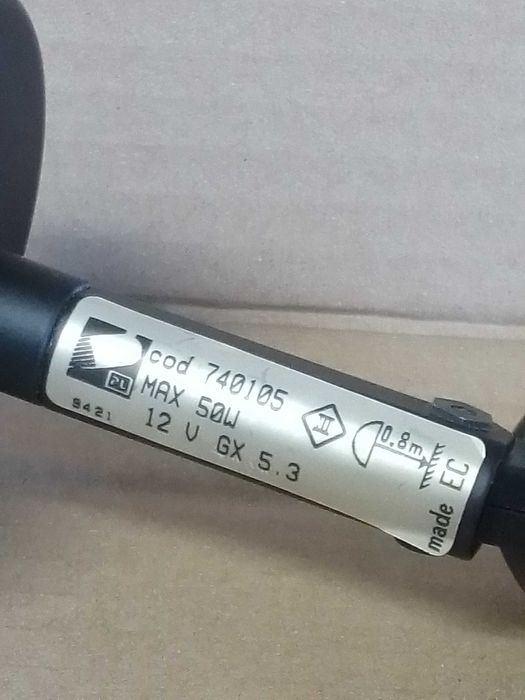 cod 740105
MAX 50W
12 V GX 5.3
9421
0.8m
made EC